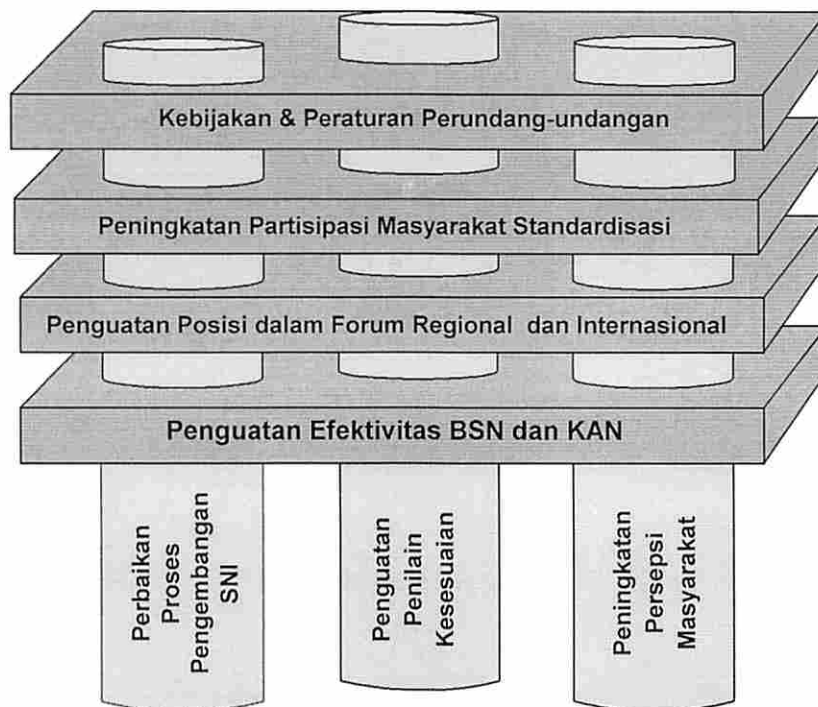 Kebijakan & Peraturan Perundang-undangan
Peningkatan Partisipasi Masyarakat Standardisasi
Penguatan Posisi dalam Forum Regional dan Internasional
Penguatan Efektivitas BSN dan KAN
Perbaikan
Proses
Pengembangan
SNI
Penguatan
Penilain
Kesesuaian
Peningkatan
Persepsi
Masyarakat